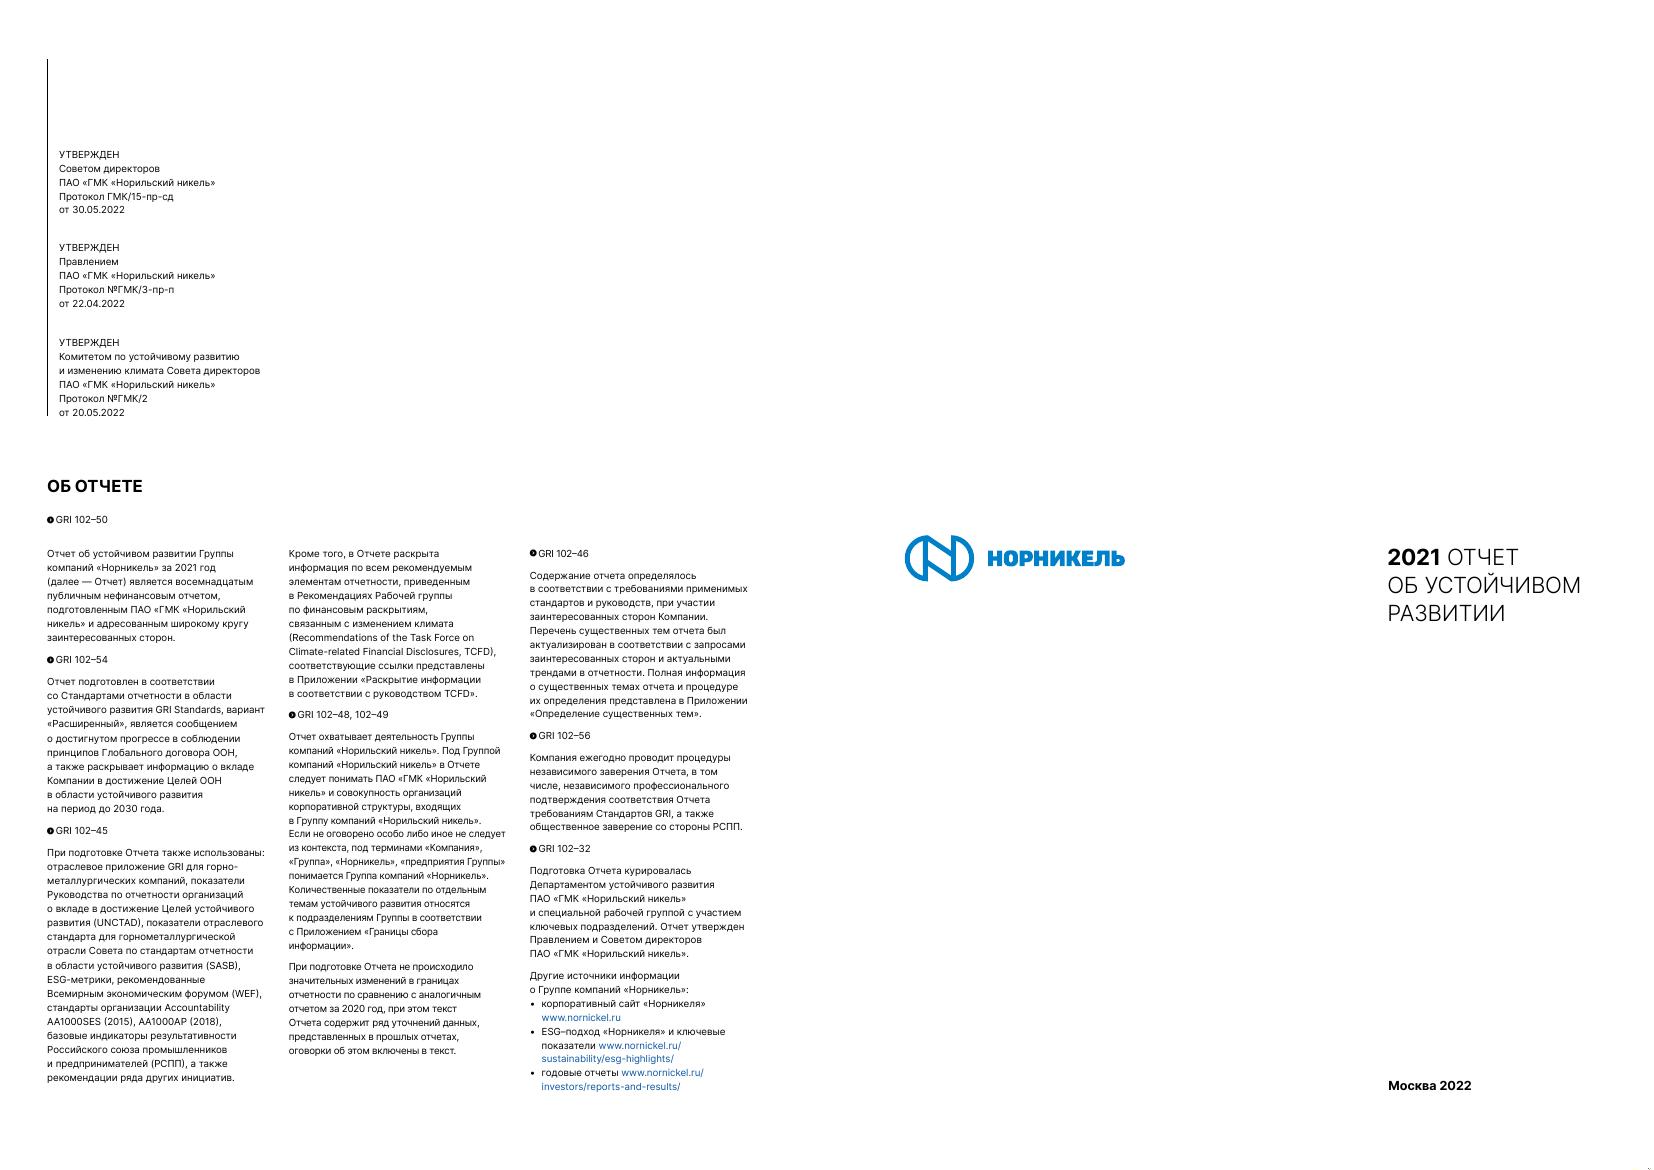 УТВЕРЖДЕН
Советом директоров
ПАО «ГМК «Норильский никель»
Протокол ГМК/15-пр-сд
от 30.05.2022
УТВЕРЖДЕН
Правлением
ПАО «ГМК «Норильский никель»
Протокол №ГМК/3-пр-п
от 22.04.2022
УТВЕРЖДЕН
Комитетом по устойчивому развитию
и изменению климата Совета директоров
ПАО «ГМК «Норильский никель»
Протокол №ГМК/2
от 20.05.2022
ОБ ОТЧЕТЕ
GRI 102–50
Отчет об устойчивом развитии Группы
компаний «Норникель» за 2021 год
(далее — Отчет) является восемнадцатым
публичным нефинансовым отчетом,
подготовленным ПАО «ГМК «Норильский
никель» и адресованным широкому кругу
заинтересованных сторон.
GRI 102–54
Отчет подготовлен в соответствии
со Стандартами отчетности в области
устойчивого развития GRI Standards, вариант
«Расширенный», является сообщением
о достигнутом прогрессе в соблюдении
принципов Глобального договора ООН,
а также раскрывает информацию о вкладе
Компании в достижение Целей ООН
в области устойчивого развития
на период до 2030 года.
GRI 102–45
При подготовке Отчета также использованы:
отраслевое приложение GRI для горно-
металлургических компаний, показатели
Руководства по отчетности организаций
о вкладе в достижение Целей устойчивого
развития (UNCTAD), показатели отраслевого
стандарта для горнометаллургической
отрасли Совета по стандартам отчетности
в области устойчивого развития (SASB),
ESG-метрики, рекомендованные
Всемирным экономическим форумом (WEF),
стандарты организации Accountability
AA1000SES (2015), AA1000AP (2018),
базовые индикаторы результативности
Российского союза промышленников
и предпринимателей (РСПП), а также
рекомендации ряда других инициатив.
Кроме того, в Отчете раскрыта
информация по всем рекомендуемым
элементам отчетности, приведенным
в Рекомендациях Рабочей группы
по финансовым раскрытиям,
связанным с изменением климата
(Recommendations of the Task Force on
Climate-related Financial Disclosures, TCFD),
соответствующие ссылки представлены
в Приложении «Раскрытие информации
в соответствии с руководством TCFD».
GRI 102–48, 102–49
Отчет охватывает деятельность Группы
компаний «Норильский никель». Под Группой
компаний «Норильский никель» в Отчете
следует понимать ПАО «ГМК «Норильский
никель» и совокупность организаций
корпоративной структуры, входящих
в Группу компаний «Норильский никель».
Если не оговорено особо либо иное не следует
из контекста, под терминами «Компания»,
«Группа», «Норникель», «предприятия Группы»
понимается Группа компаний «Норникель».
Количественные показатели по отдельным
темам устойчивого развития относятся
к подразделениям Группы в соответствии
с Приложением «Границы сбора
информации».
При подготовке Отчета не происходило
значительных изменений в границах
отчетности по сравнению с аналогичным
отчетом за 2020 год, при этом текст
Отчета содержит ряд уточнений данных,
представленных в прошлых отчетах,
оговорки об этом включены в текст.
GRI 102–46
Содержание отчета определялось
в соответствии с требованиями применимых
стандартов и руководств, при участии
заинтересованных сторон Компании.
Перечень существенных тем отчета был
актуализирован в соответствии с запросами
заинтересованных сторон и актуальными
трендами в отчетности. Полная информация
о существенных темах отчета и процедуре
их определения представлена в Приложении
«Определение существенных тем».
GRI 102–56
Компания ежегодно проводит процедуры
независимого заверения Отчета, в том
числе, независимого профессионального
подтверждения соответствия Отчета
требованиям Стандартов GRI, а также
общественное заверение со стороны РСПП.
GRI 102–32
Подготовка Отчета курировалась
Департаментом устойчивого развития
ПАО «ГМК «Норильский никель»
и специальной рабочей группой с участием
ключевых подразделений. Отчет утвержден
Правлением и Советом директоров
ПАО «ГМК «Норильский никель».
Другие источники информации
о Группе компаний «Норникель»:
• корпоративный сайт «Норникеля»
www.nornickel.ru
• ESG–подход «Норникеля» и ключевые
показатели www.nornickel.ru/
sustainability/esg-highlights/
• годовые отчеты www.nornickel.ru/
investors/reports-and-results/
НОРНИКЕЛЬ
2021 ОТЧЕТ
ОБ УСТОЙЧИВОМ
РАЗВИТИИ
Москва 2022